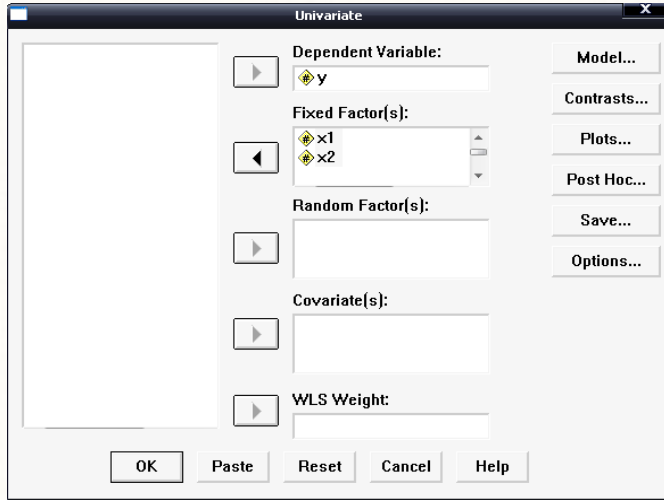 Univariate
X
Dependent Variable:
# y
Fixed Factor(s):
# x1
# x2
Random Factor(s):
Covariate(s):
WLS Weight:
Model...
Contrasts...
Plots...
Post Hoc...
Save...
Options...
OK
Paste
Reset
Cancel
Help